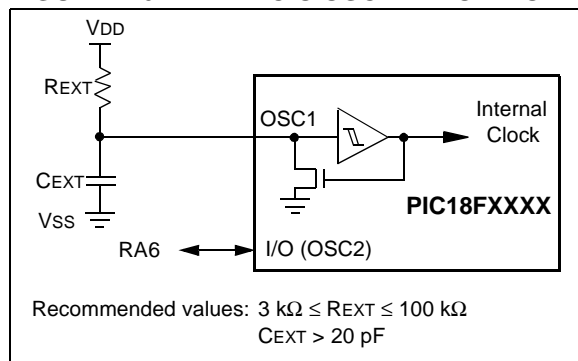 VDD
REXT
OSC1
Internal
Clock
CEXT
PIC18FXXXX
VSS
RA6
I/O (OSC2)
Recommended values: 3 kΩ ≤ REXT ≤ 100 kΩ
CEXT > 20 pF